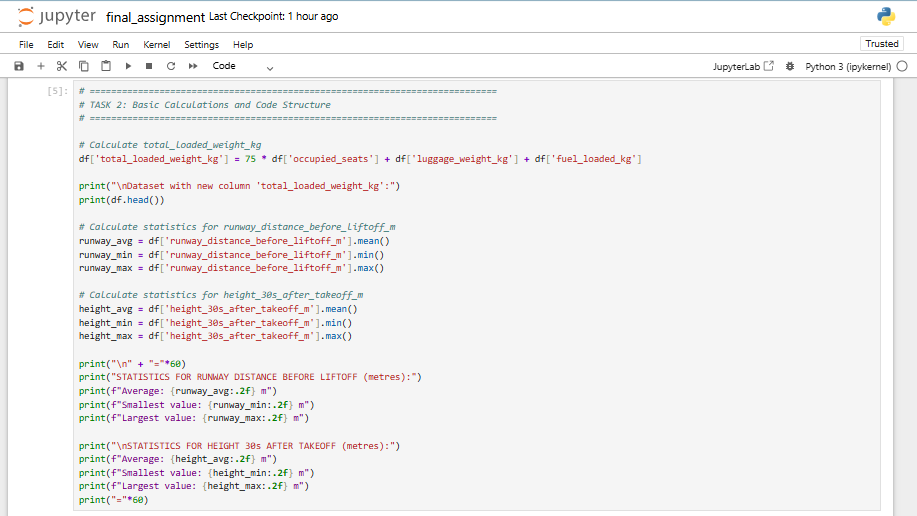 jupyter final_assignment Last Checkpoint: 1 hour ago
File Edit View Run Kernel Settings Help Trusted
Code JupyterLab Python 3 (ipykernel)
[5]: # ============================================================================
# TASK 2: Basic Calculations and Code Structure
# ============================================================================
# Calculate total_loaded_weight_kg
df['total_loaded_weight_kg'] = 75 * df['occupied_seats'] + df['luggage_weight_kg'] + df['fuel_loaded_kg']
print("\nDataset with new column 'total_loaded_weight_kg':")
print(df.head())
# Calculate statistics for runway_distance_before_liftoff_m
runway_avg = df['runway_distance_before_liftoff_m'].mean()
runway_min = df['runway_distance_before_liftoff_m'].min()
runway_max = df['runway_distance_before_liftoff_m'].max()
# Calculate statistics for height_30s_after_takeoff_m
height_avg = df['height_30s_after_takeoff_m'].mean()
height_min = df['height_30s_after_takeoff_m'].min()
height_max = df['height_30s_after_takeoff_m'].max()
print("\n" + "="*60)
print("STATISTICS FOR RUNWAY DISTANCE BEFORE LIFTOFF (metres):")
print(f"Average: {runway_avg:.2f} m")
print(f"Smallest value: {runway_min:.2f} m")
print(f"Largest value: {runway_max:.2f} m")
print("\nSTATISTICS FOR HEIGHT 30s AFTER TAKEOFF (metres):")
print(f"Average: {height_avg:.2f} m")
print(f"Smallest value: {height_min:.2f} m")
print(f"Largest value: {height_max:.2f} m")
print("="*60)